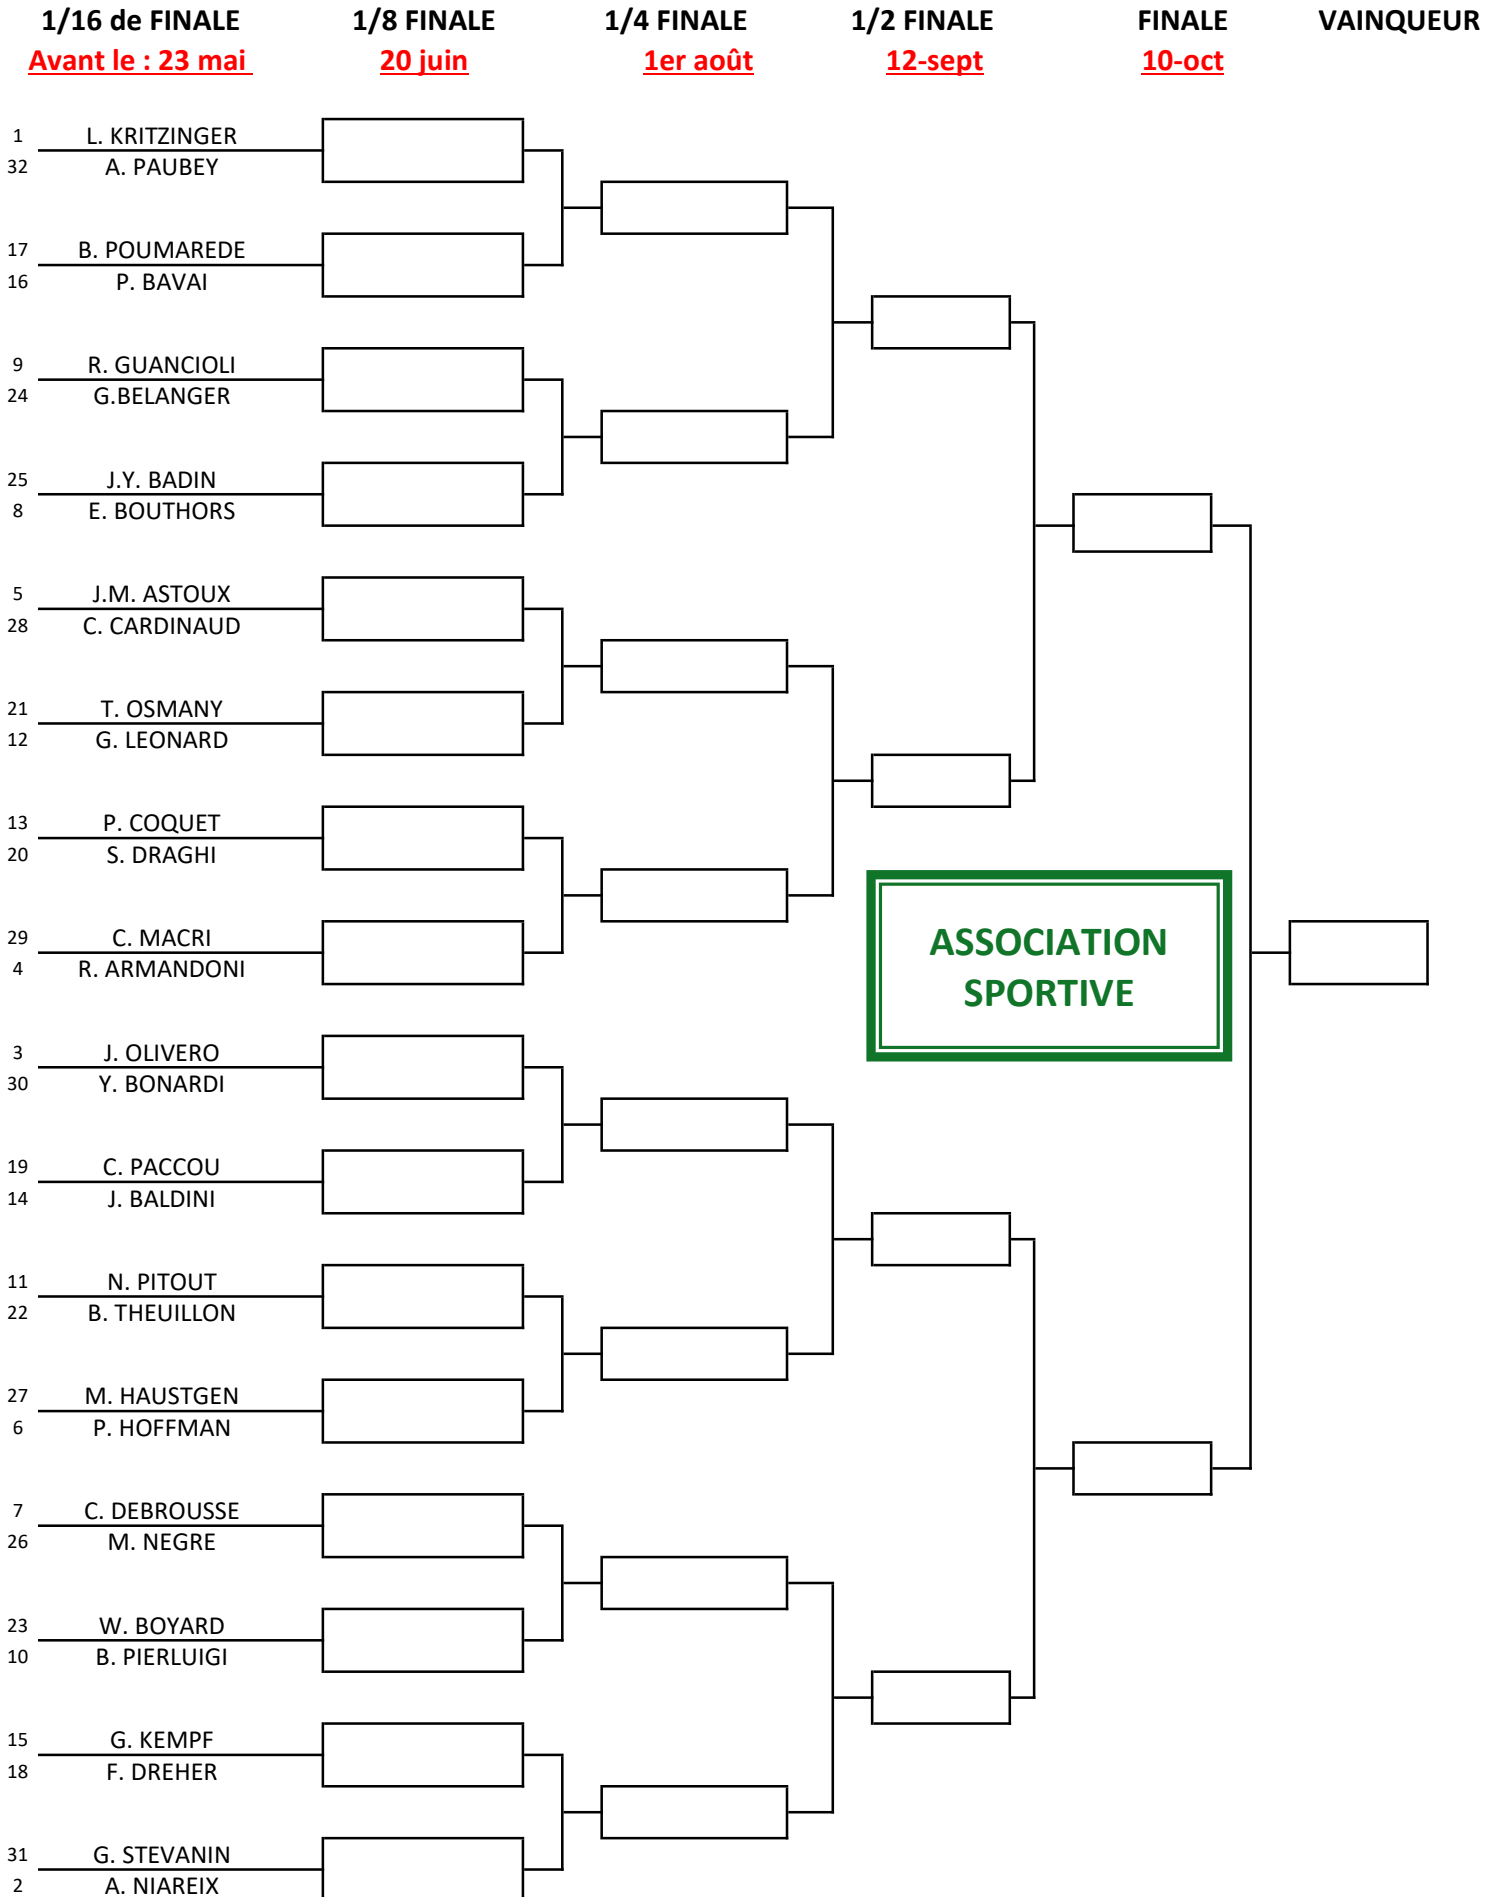 1/16 de FINALE 1/8 FINALE 1/4 FINALE 1/2 FINALE FINALE VAINQUEUR
Avant le : 23 mai 20 juin 1er août 12-sept 10-oct
1 L. KRITZINGER
32 A. PAUBEY
17 B. POUMAREDE
16 P. BAVAI
9 R. GUANCIOLI
24 G.BELANGER
25 J.Y. BADIN
8 E. BOUTHORS
5 J.M. ASTOUX
28 C. CARDINAUD
21 T. OSMANY
12 G. LEONARD
13 P. COQUET
20 S. DRAGHI
29 C. MACRI
4 R. ARMANDONI
ASSOCIATION
SPORTIVE
3 J. OLIVERO
30 Y. BONARDI
19 C. PACCOU
14 J. BALDINI
11 N. PITOUT
22 B. THEUILLON
27 M. HAUSTGEN
6 P. HOFFMAN
7 C. DEBROUSSE
26 M. NEGRE
23 W. BOYARD
10 B. PIERLUIGI
15 G. KEMPF
18 F. DREHER
31 G. STEVANIN
2 A. NIAREIX